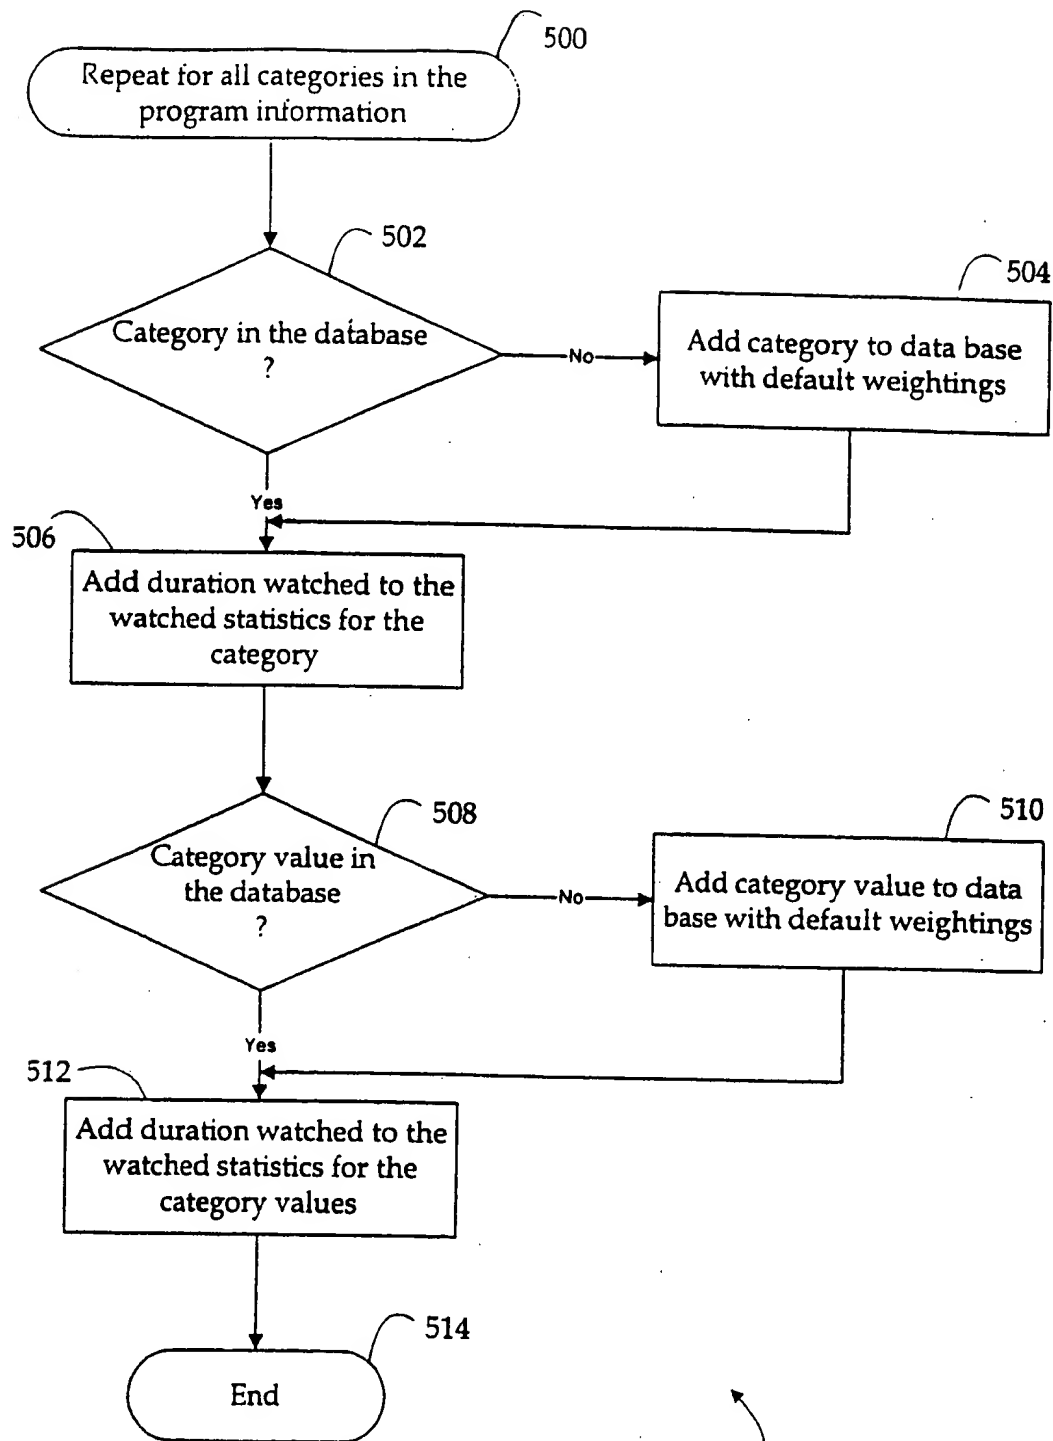 500
Repeat for all categories in the
program information
502
Category in the database
?
No
504
Add category to data base
with default weightings
Yes
506
Add duration watched to the
watched statistics for the
category
508
Category value in
the database
?
No
510
Add category value to data
base with default weightings
Yes
512
Add duration watched to the
watched statistics for the
category values
514
End